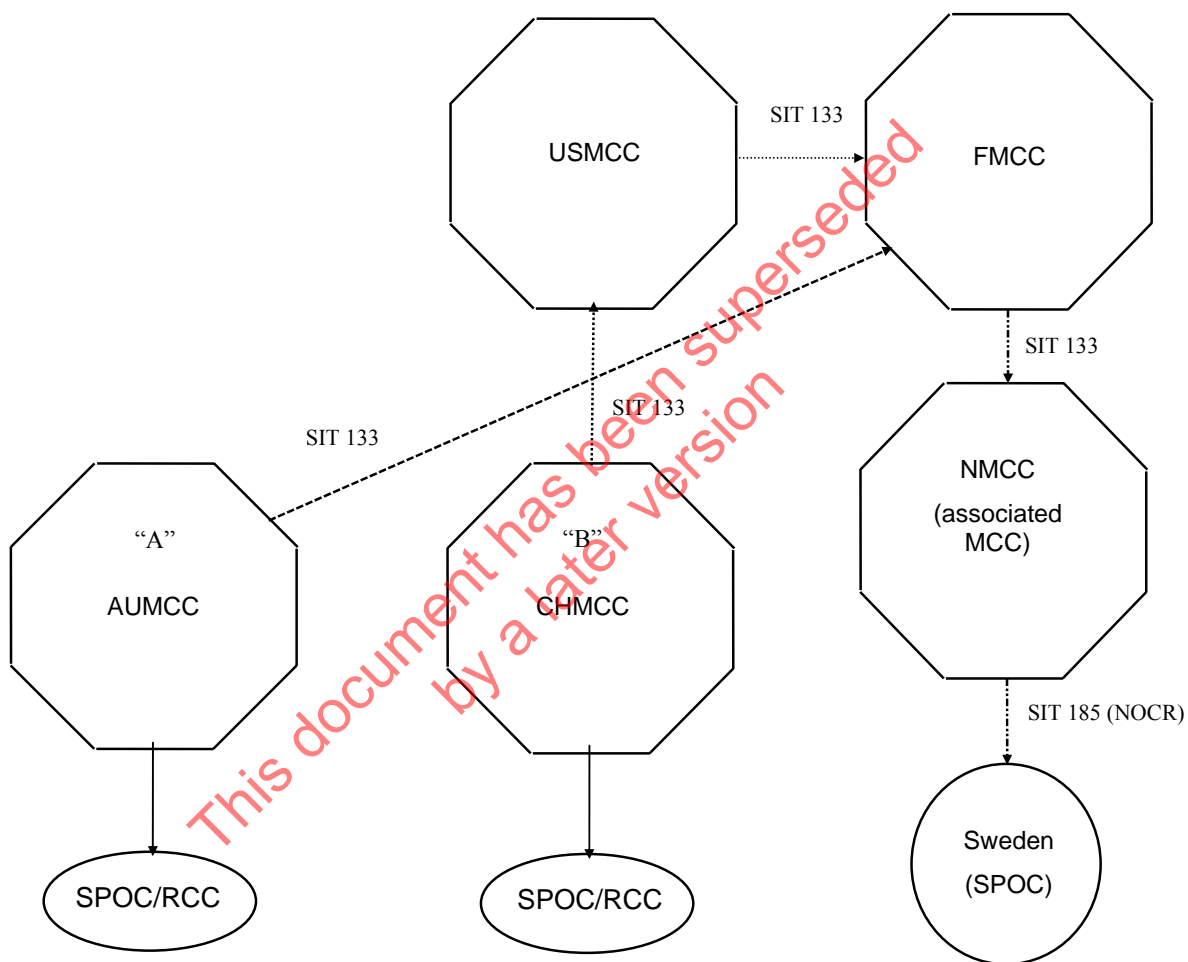 USMCC
SIT 133
FMCC
SIT 133
SIT 133
SIT 133
NMCC
(associated
MCC)
“A”
AUMCC
“B”
CHMCC
SIT 185 (NOCR)
Sweden
(SPOC)
SPOC/RCC
SPOC/RCC
This document has been superseded
by a later version